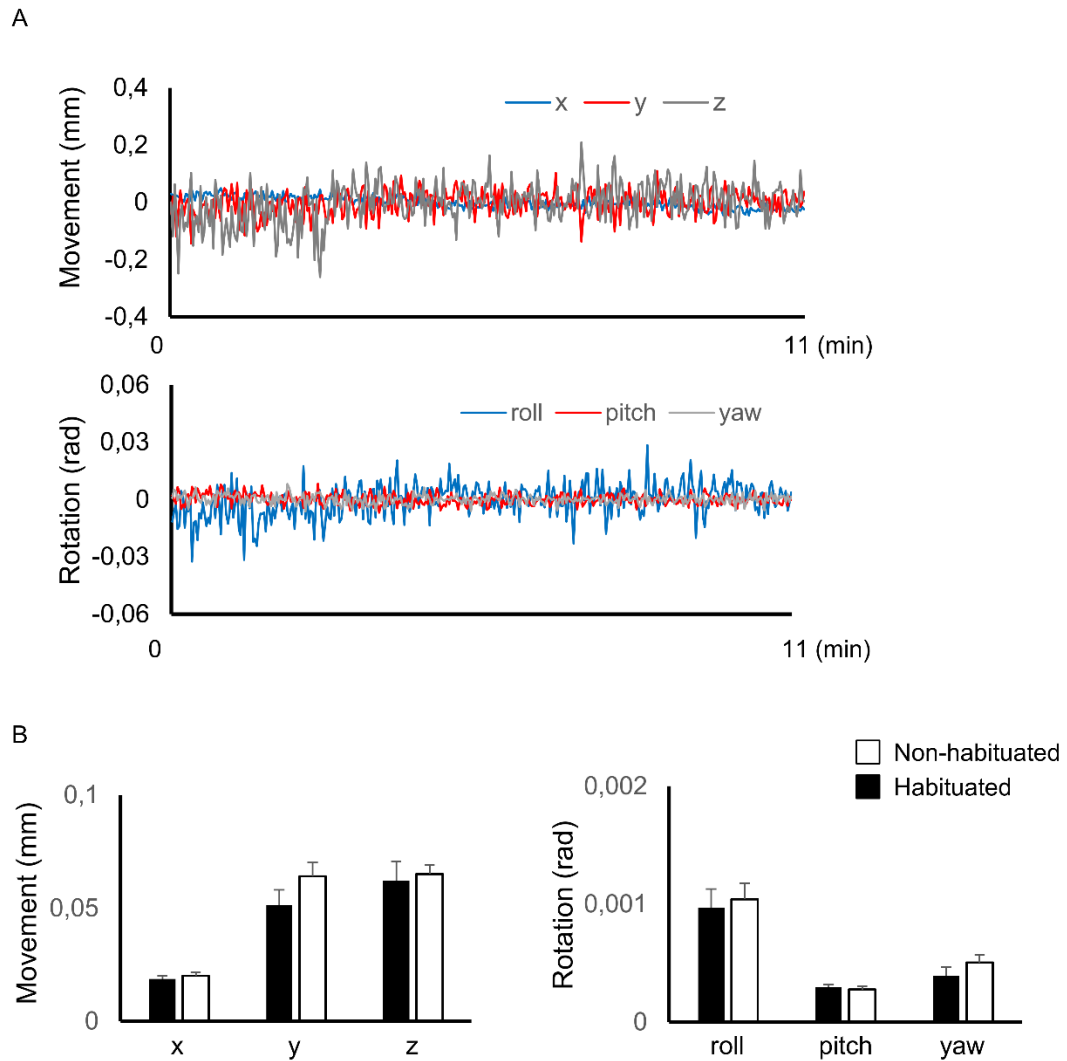 A
Movement (mm)
0,4
0,2
0
-0,2
-0,4
x y z
0 11 (min)
Rotation (rad)
0,06
0,03
0
-0,03
-0,06
roll pitch yaw
0 11 (min)
B
Movement (mm)
0,1
0,05
0
x y z
Non-habituated
Habituated
Rotation (rad)
0,002
0,001
0
roll pitch yaw